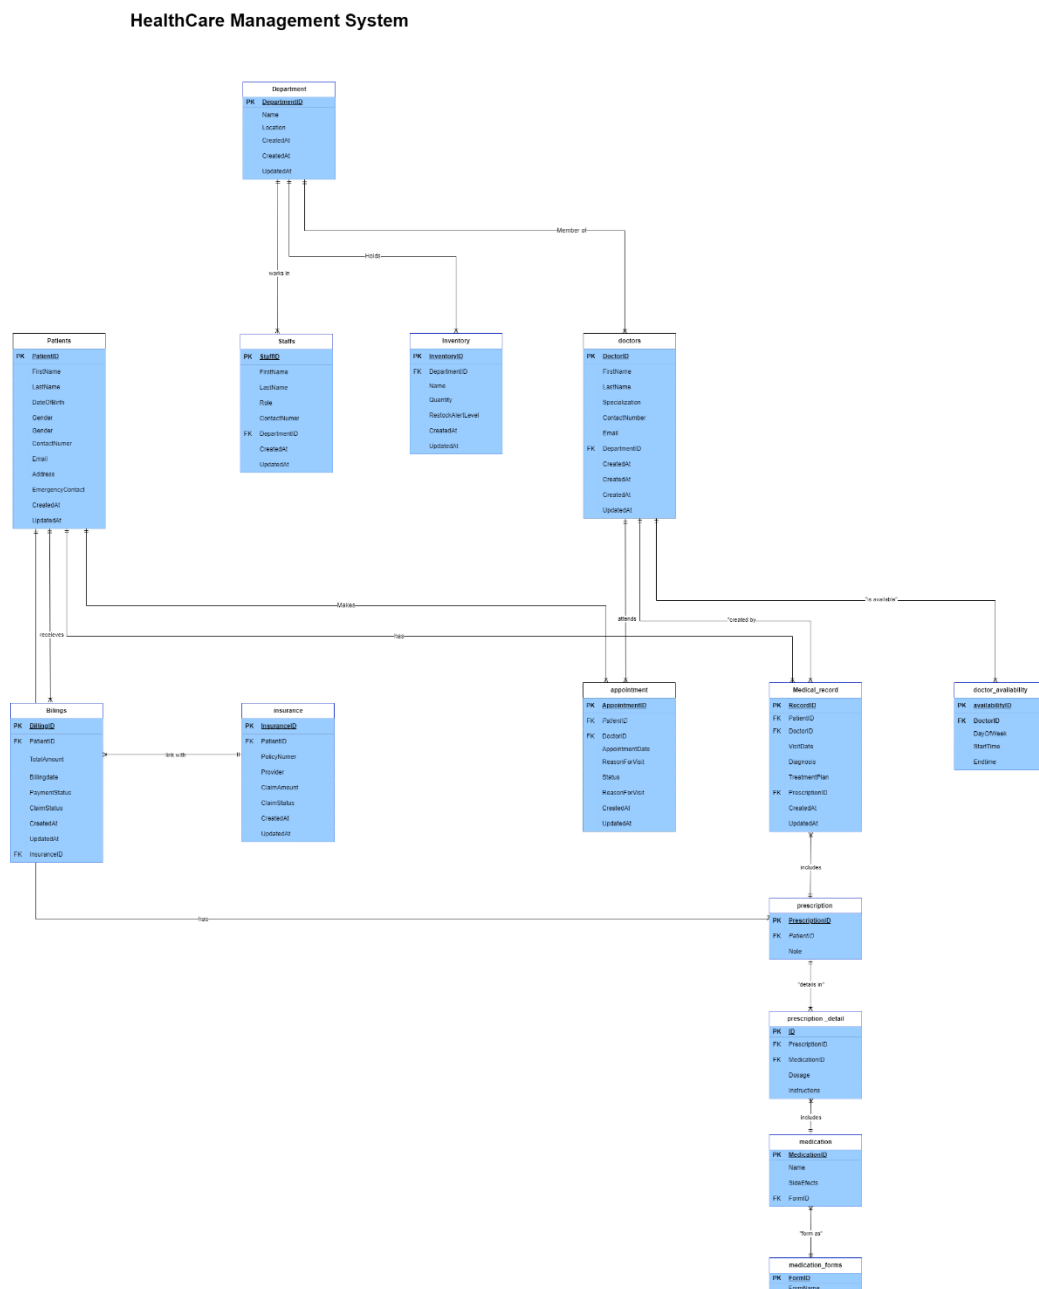 HealthCare Management System
Department
PK DepartmentID
Name
Location
CreatedAt
CreatedAt
UpdatedAt
Member of
Holds
works in
Patients
PK PatientID
FirstName
LastName
DateOfBirth
Gender
Gender
ContactNumer
Email
Address
EmergencyContact
CreatedAt
UpdatedAt
Staffs
PK StaffID
FirstName
LastName
Role
ContactNumer
FK DepartmentID
CreatedAt
UpdatedAt
Inventory
PK InventoryID
FK DepartmentID
Name
Quantity
RestockAlertLevel
CreatedAt
UpdatedAt
doctors
PK DoctorID
FirstName
LastName
Specialization
ContactNumber
Email
FK DepartmentID
CreatedAt
CreatedAt
CreatedAt
UpdatedAt
"is available"
Makes
attends
"created by
receieves
has
Bilings
PK BillingID
FK PatientID
TotalAmount
Billingdate
PaymentStatus
ClaimStatus
CreatedAt
UpdatedAt
FK InsuranceID
link with
insurance
PK InsuranceID
FK PatientID
PolicyNumer
Provider
ClaimAmount
ClaimStatus
CreatedAt
UpdatedAt
appointment
PK AppointmentID
FK PatientID
FK DoctorID
AppointmentDate
ReasonForVisit
Status
ReasonForVisit
CreatedAt
UpdatedAt
Medical_record
PK RecordID
FK PatientID
FK DoctorID
VisitDate
Diagnosis
TreatmentPlan
FK PrescriptionID
CreatedAt
UpdatedAt
doctor_availability
PK availabilityID
FK DoctorID
DayOfWeek
StartTime
Endtime
includes
has
prescription
PK PrescriptionID
FK PatientID
Note
"details in"
prescription _detail
PK ID
FK PrescriptionID
FK MedicationID
Dosage
Instructions
includes
medication
PK MedicationID
Name
SideEffects
FK FormID
"form as"
medication_forms
PK FormID
FormName